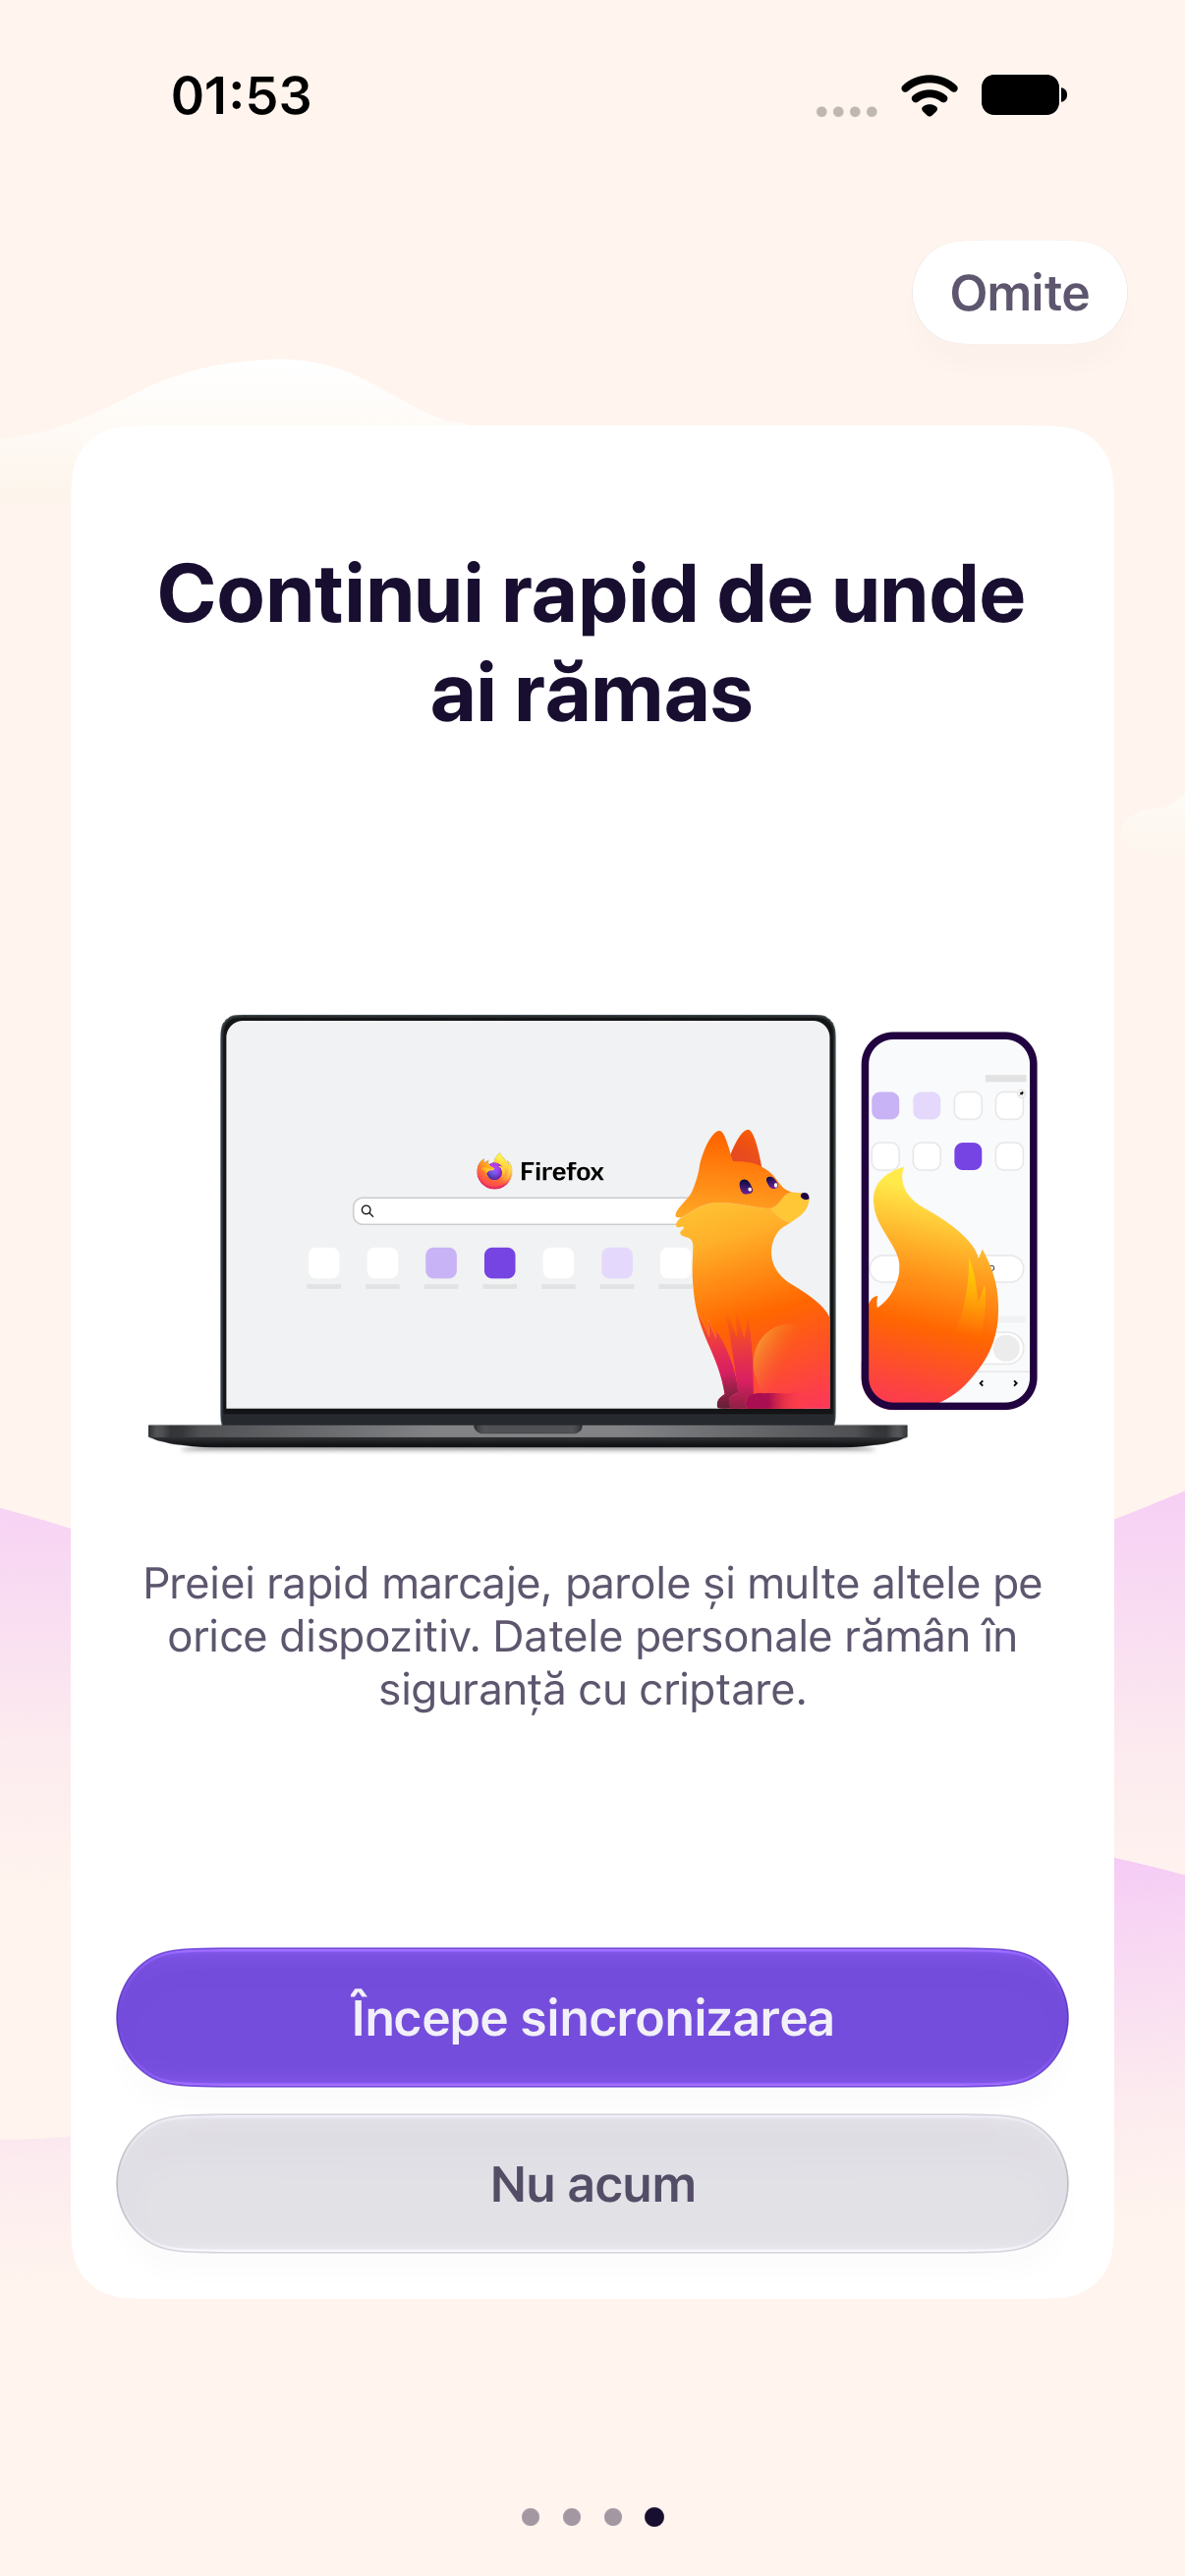 01:53
Omite
Continui rapid de unde
ai rămas
Firefox
Preiei rapid marcaje, parole și multe altele pe
orice dispozitiv. Datele personale rămân în
siguranță cu criptare.
Începe sincronizarea
Nu acum